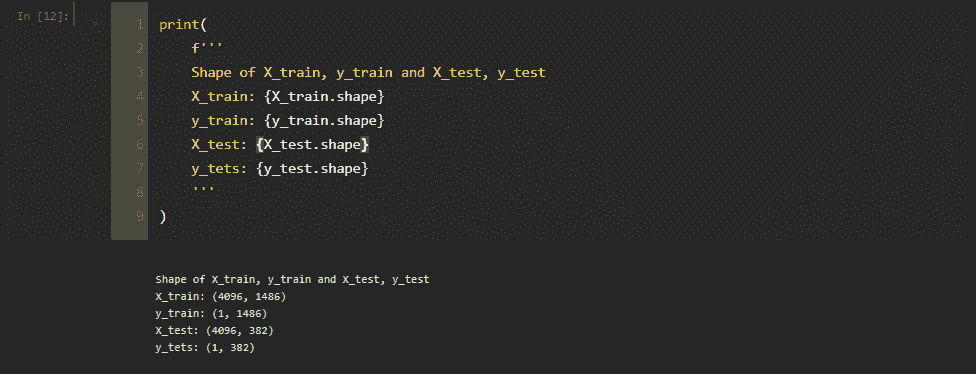 In [12]:
1 print(
2 f'''
3 Shape of X_train, y_train and X_test, y_test
4 X_train: {X_train.shape}
5 y_train: {y_train.shape}
6 X_test: {X_test.shape}
7 y_tets: {y_test.shape}
8 '''
9 )
Shape of X_train, y_train and X_test, y_test
X_train: (4096, 1486)
y_train: (1, 1486)
X_test: (4096, 382)
y_tets: (1, 382)